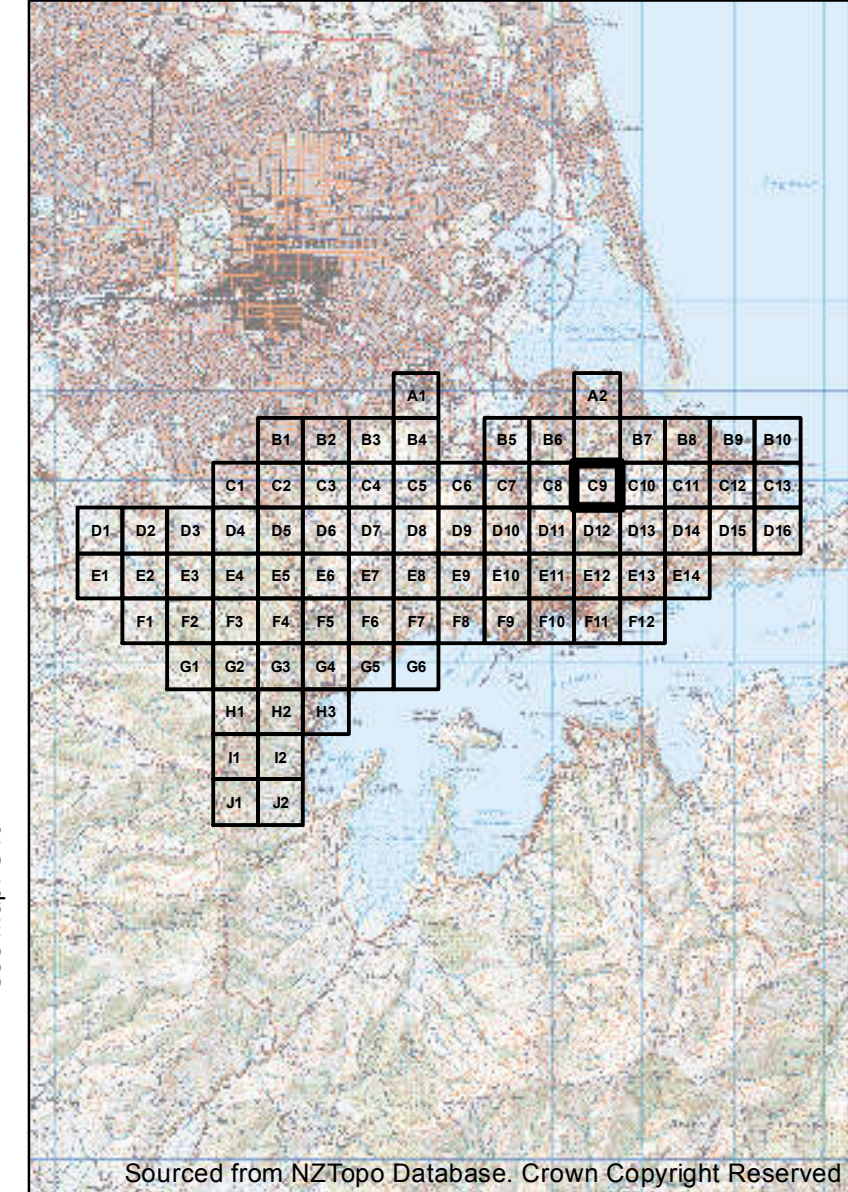 A1 A2
B1 B2 B3 B4 B5 B6 B7 B8 B9 B10
C1 C2 C3 C4 C5 C6 C7 C8 C9 C10 C11 C12 C13
D1 D2 D3 D4 D5 D6 D7 D8 D9 D10 D11 D12 D13 D14 D15 D16
E1 E2 E3 E4 E5 E6 E7 E8 E9 E10 E11 E12 E13 E14
F1 F2 F3 F4 F5 F6 F7 F8 F9 F10 F11 F12
G1 G2 G3 G4 G5 G6
H1 H2 H3
I1 I2
J1 J2
Sourced from NZTopo Database. Crown Copyright Reserved